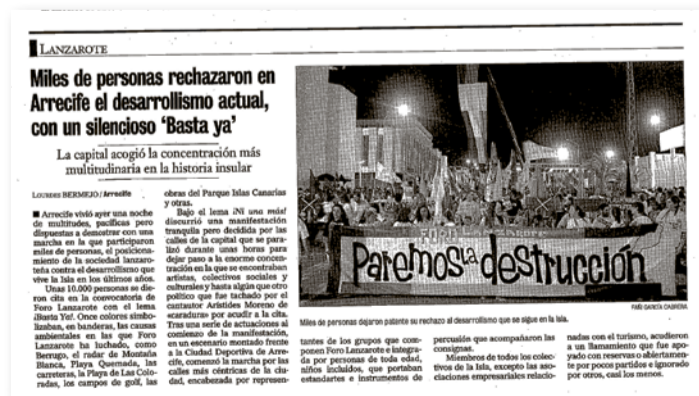 LANZAROTE
Miles de personas rechazaron en
Arrecife el desarrollismo actual,
con un silencioso ‘Basta ya’
La capital acogió la concentración más
multitudinaria en la historia insular
LOURDES BERMEJO / Arrecife
■ Arrecife vivió ayer una noche
de multitudes, pacíficas pero
dispuestas a demostrar con una
marcha en la que participaron
miles de personas, el posiciona-
miento de la sociedad lanzaro-
teña contra el desarrollismo que
vive la Isla en los últimos años.
Unas 10.000 personas se die-
ron cita en la convocatoria de
Foro Lanzarote con el lema
¡Basta Ya!. Once colores simbo-
lizaban, en banderas, las causas
ambientales en las que Foro
Lanzarote ha luchado, como
Berrugo, el radar de Montaña
Blanca, Playa Quemada, las
carreteras, la Playa de Las Colo-
radas, los campos de golf, las
obras del Parque Islas Canarias
y otras.
Bajo el lema ¡Ni una más!
discurrió una manifestación
tranquila pero decidida por las
calles de la capital que se para-
lizó durante unas horas para
dejar paso a la enorme concen-
tración en la que se encontraban
artistas, colectivos sociales y
culturales y hasta algún que otro
político que fue tachado por el
cantautor Arístides Moreno de
«caradura» por acudir a la cita.
Tras una serie de actuaciones al
comienzo de la manifestación,
en un escenario montado frente
a la Ciudad Deportiva de Arre-
cife, comenzó la marcha por las
calles más céntricas de la ciu-
dad, encabezada por represen-
FORO LANZAROTE
Paremos la destrucción
GARCÍA CABRERA
Miles de personas dejaron patente su rechazo al desarrollismo que se sigue en la Isla.
tantes de los grupos que com-
ponen Foro Lanzarote e integra-
da por personas de toda edad,
niños incluidos, que portaban
estandartes e instrumentos de
percusión que acompañaron las
consignas.
Miembros de todos los colec-
tivos de la Isla, excepto las aso-
ciaciones empresariales relacio-
nadas con el turismo, acudieron
a un llamamiento que fue apo-
yado con reservas o abiertamen-
te por pocos partidos e ignorado
por otros, casi los menos.